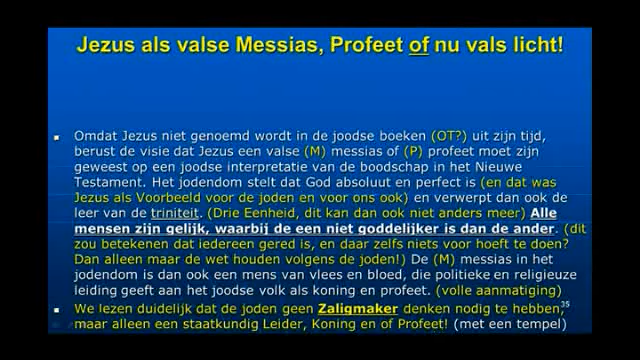 Jezus als valse Messias, Profeet of nu vals licht!
Omdat Jezus niet genoemd wordt in de joodse boeken (OT?) uit zijn tijd,
berust de visie dat Jezus een valse (M) messias of (P) profeet moet zijn
geweest op een joodse interpretatie van de boodschap in het Nieuwe
Testament. Het jodendom stelt dat God absoluut en perfect is (en dat was
Jezus als Voorbeeld voor de joden en voor ons ook) en verwerpt dan ook de
leer van de triniteit. (Drie Eenheid, dit kan dan ook niet anders meer) Alle
mensen zijn gelijk, waarbij de een niet goddelijker is dan de ander. (dit
zou betekenen dat iedereen gered is, en daar zelfs niets voor hoeft te doen?
Dan alleen maar de wet houden volgens de joden!) De (M) messias in het
jodendom is dan ook een mens van vlees en bloed, die politieke en religieuze
leiding geeft aan het joodse volk als koning en profeet. (volle aanmatiging)
We lezen duidelijk dat de joden geen Zaligmaker denken nodig te hebben, 35
maar alleen een staatkundig Leider, Koning en of Profeet! (met een tempel)